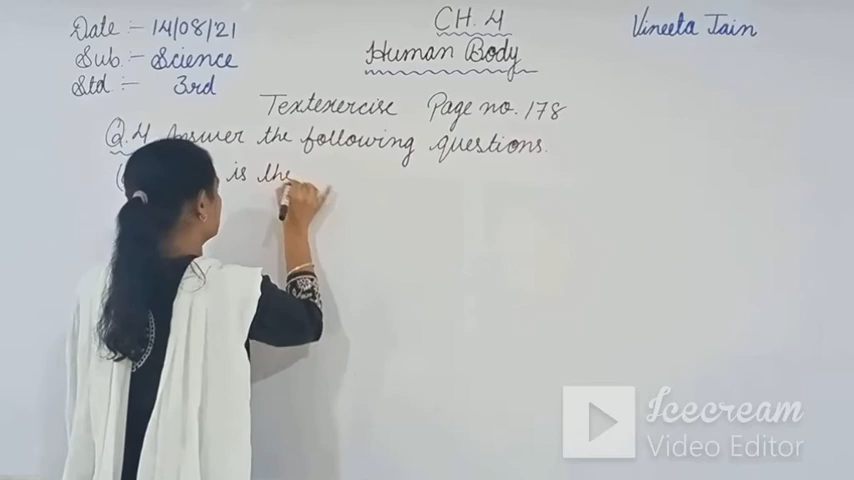 Date :- 14/08/21
CH. 4
Vineeta Jain
Sub. :- Science
Human Body
Std :- 3rd
Textexercise Page no. 178
Q.4 Answer the following questions.
is the
Icecream
Video Editor